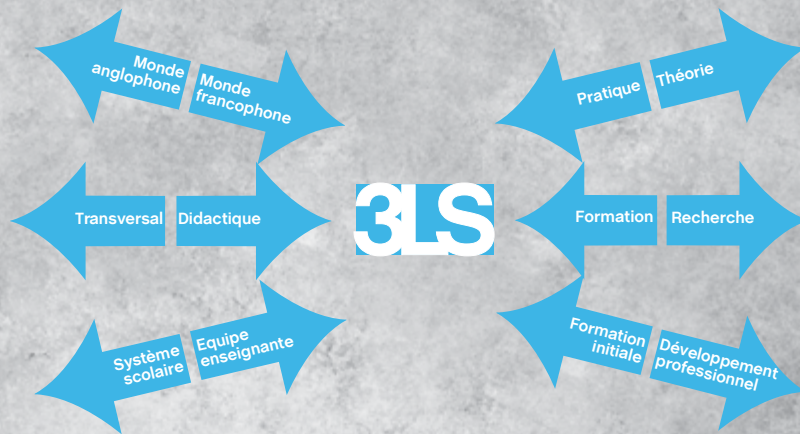 Monde
anglophone
Monde
francophone
Pratique
Théorie
Transversal
Didactique
3LS
Formation
Recherche
Système
scolaire
Equipe
enseignante
Formation
initiale
Développement
professionnel